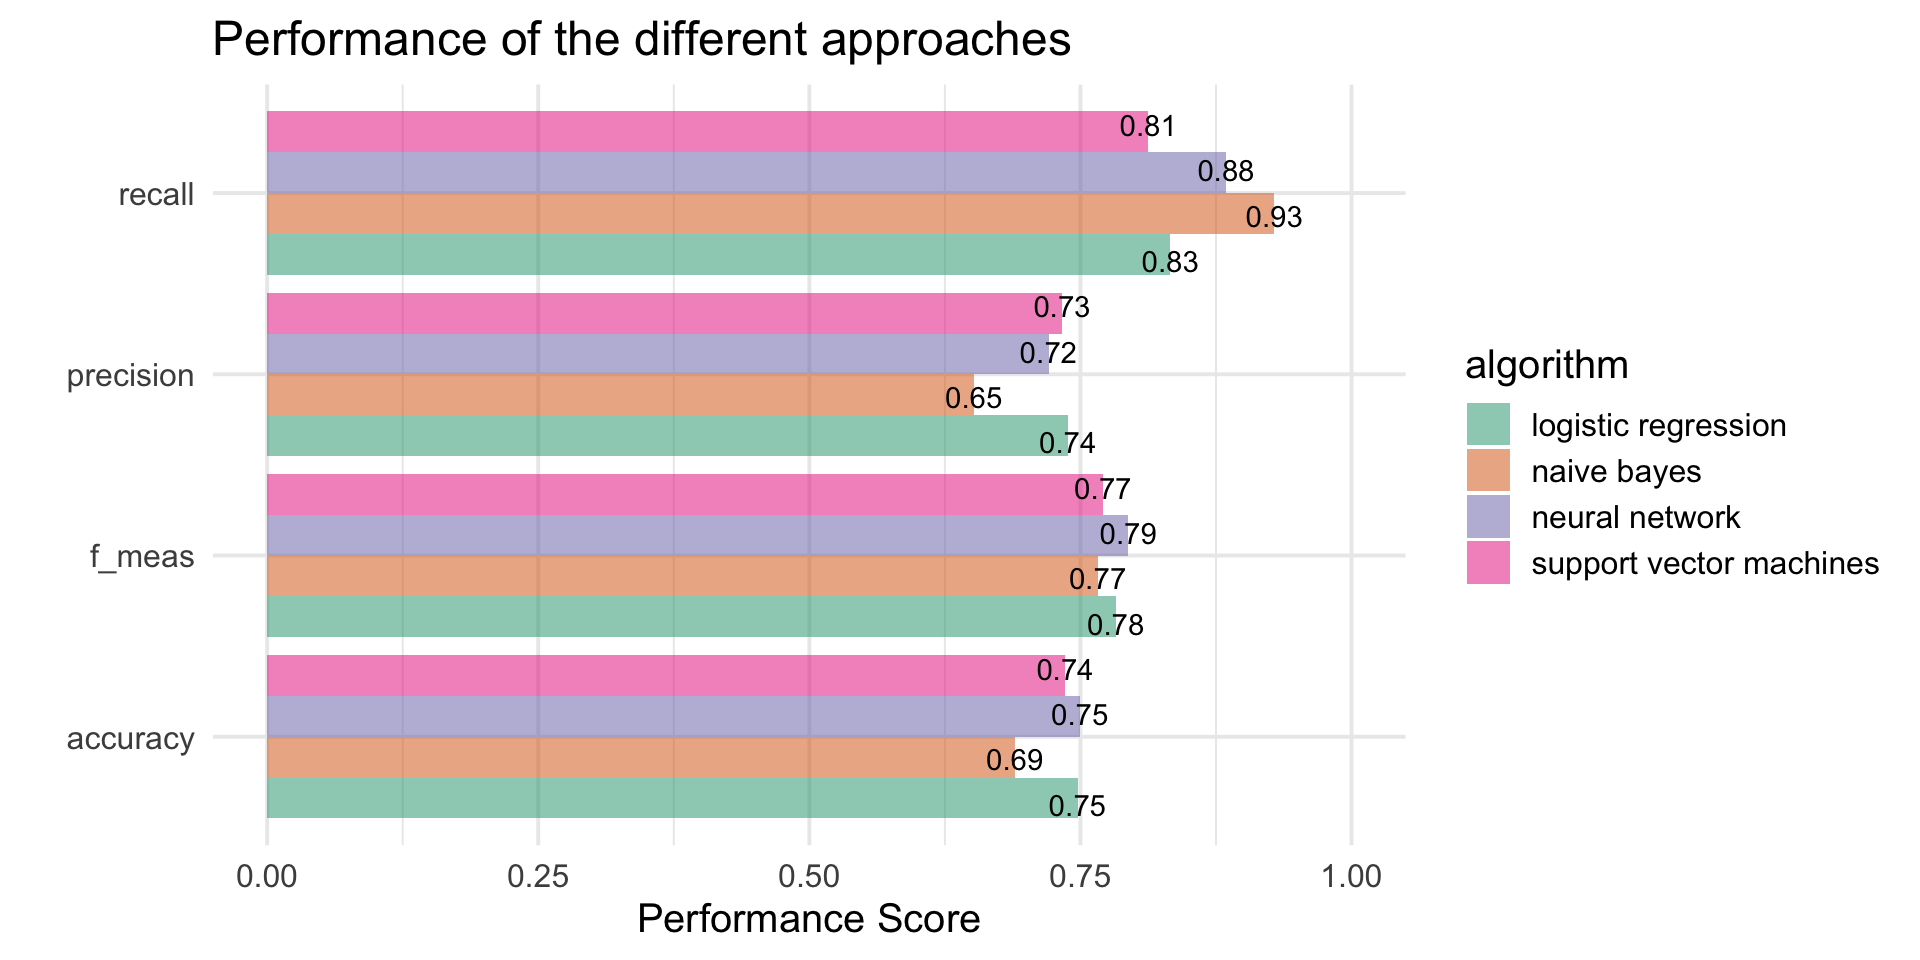 Performance of the different approaches
recall
0.81
0.88
0.93
0.83
precision
0.73
0.72
0.65
0.74
f_meas
0.77
0.79
0.77
0.78
accuracy
0.74
0.75
0.69
0.75
0.00 0.25 0.50 0.75 1.00
Performance Score
algorithm
logistic regression
naive bayes
neural network
support vector machines